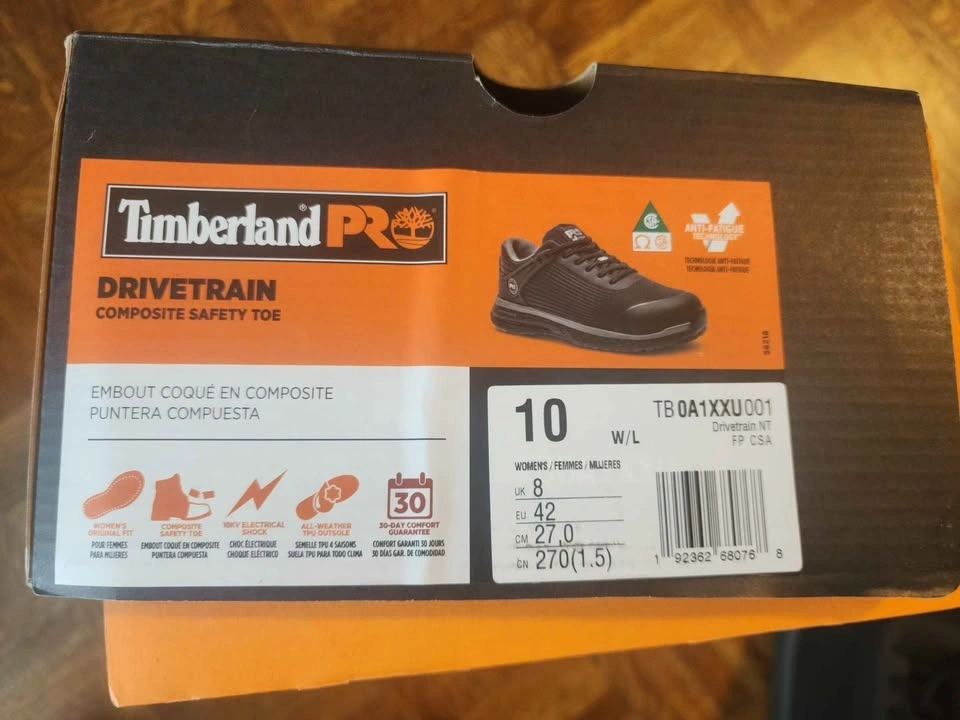 Timberland PRO
DRIVETRAIN
COMPOSITE SAFETY TOE
ANTI-FATIGUE
TECHNOLOGY
TECHNOLOGIE ANTI-FATIGUE
TECNOLOGÍA ANTI-FATIGUE
EMBOUT COQUÉ EN COMPOSITE
PUNTERA COMPUESTA
WOMEN'S
ORIGINAL FIT
POUR FEMMES
PARA MUJERES
COMPOSITE
SAFETY TOE
EMBOUT COQUÉ EN COMPOSITE
PUNTERA COMPUESTA
18KV ELECTRICAL
SHOCK
CHOC ÉLECTRIQUE
CHOQUE ELÉCTRICO
ALL-WEATHER
TPU OUTSOLE
SEMELLE TPU 4 SAISONS
SUELA TPU PARA TODO CLIMA
30
30-DAY COMFORT
GUARANTEE
CONFORT GARANTI 30 JOURS
30 DÍAS GAR. DE COMODIDAD
10
W/L
TB 0A1XXU 001
Drivetrain NT
FP CSA
WOMEN'S / FEMMES / MUJERES
UK 8
EU 42
CM 27,0
CN 270(1.5)
1 92362 68076 8